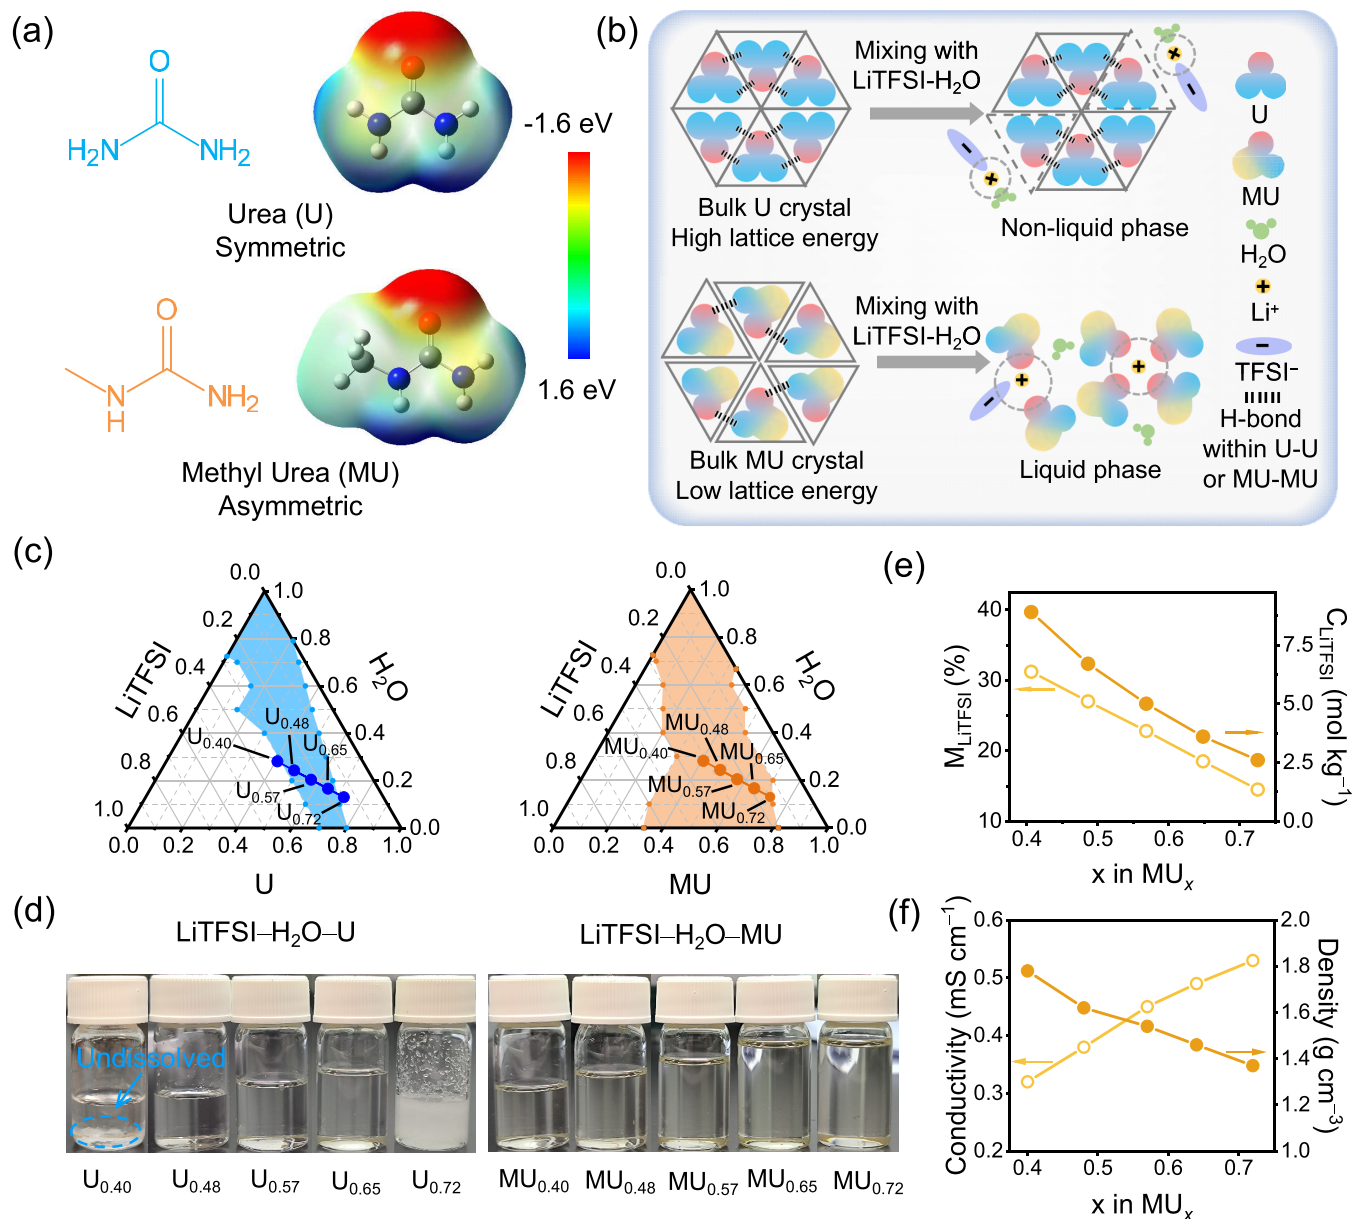 (a)
O
H2N
NH2
Urea (U)
Symmetric
O
N
H
NH2
Methyl Urea (MU)
Asymmetric
-1.6 eV
1.6 eV
(b)
Mixing with
LiTFSI-H2O
Bulk U crystal
High lattice energy
Non-liquid phase
Mixing with
LiTFSI-H2O
Bulk MU crystal
Low lattice energy
Liquid phase
U
MU
H2O
+
Li+
−
TFSI−
H-bond
within U-U
or MU-MU
(c)
0.0
1.0
0.2
0.8
0.4
0.6
0.6
0.4
0.8
0.2
1.0
0.0
0.0 0.2 0.4 0.6 0.8 1.0
LiTFSI
H2O
U
U0.40
U0.48
U0.57
U0.65
U0.72
0.0
1.0
0.2
0.8
0.4
0.6
0.6
0.4
0.8
0.2
1.0
0.0
0.0 0.2 0.4 0.6 0.8 1.0
LiTFSI
H2O
MU
MU0.40
MU0.48
MU0.57
MU0.65
MU0.72
(d)
LiTFSI–H2O–U
LiTFSI–H2O–MU
Undissolved
U0.40 U0.48 U0.57 U0.65 U0.72
MU0.40 MU0.48 MU0.57 MU0.65 MU0.72
(e)
MLiTFSI (%)
40
30
20
10
CLiTFSI (mol kg−1)
7.5
5.0
2.5
0.0
0.4 0.5 0.6 0.7
x in MUx
(f)
Conductivity (mS cm−1)
0.6
0.5
0.4
0.3
0.2
Density (g cm−3)
2.0
1.8
1.6
1.4
1.2
1.0
0.4 0.5 0.6 0.7
x in MUx